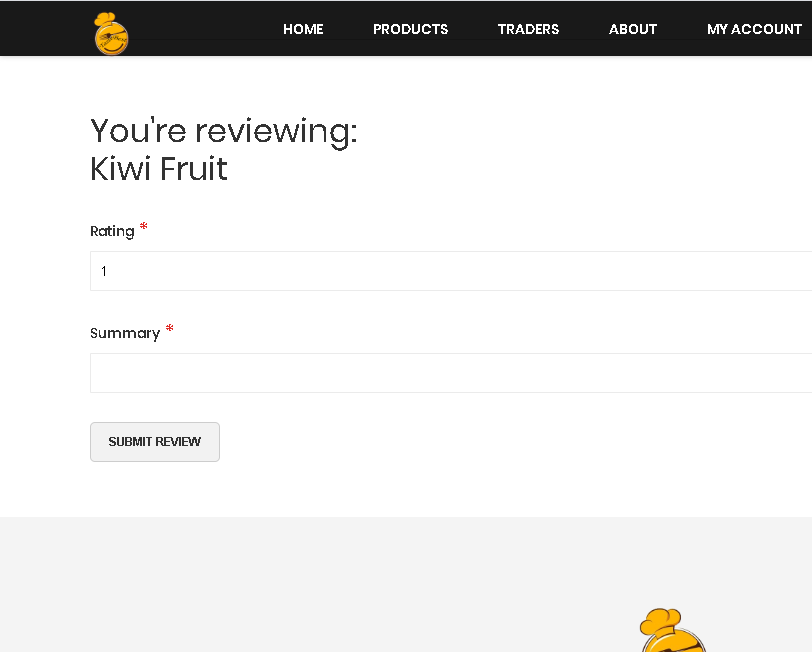 HOME PRODUCTS TRADERS ABOUT MY ACCOUNT
You're reviewing:
Kiwi Fruit
Rating *
1
Summary *
SUBMIT REVIEW